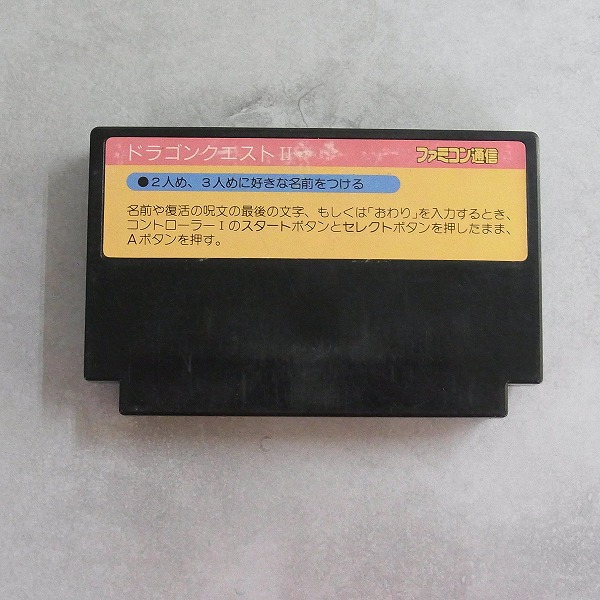 ドラゴンクエストⅡ ファミコン通信
●2人め、3人めに好きな名前をつける
名前や復活の呪文の最後の文字、もしくは「おわり」を入力するとき、
コントローラーⅠのスタートボタンとセレクトボタンを押したまま、
Aボタンを押す。